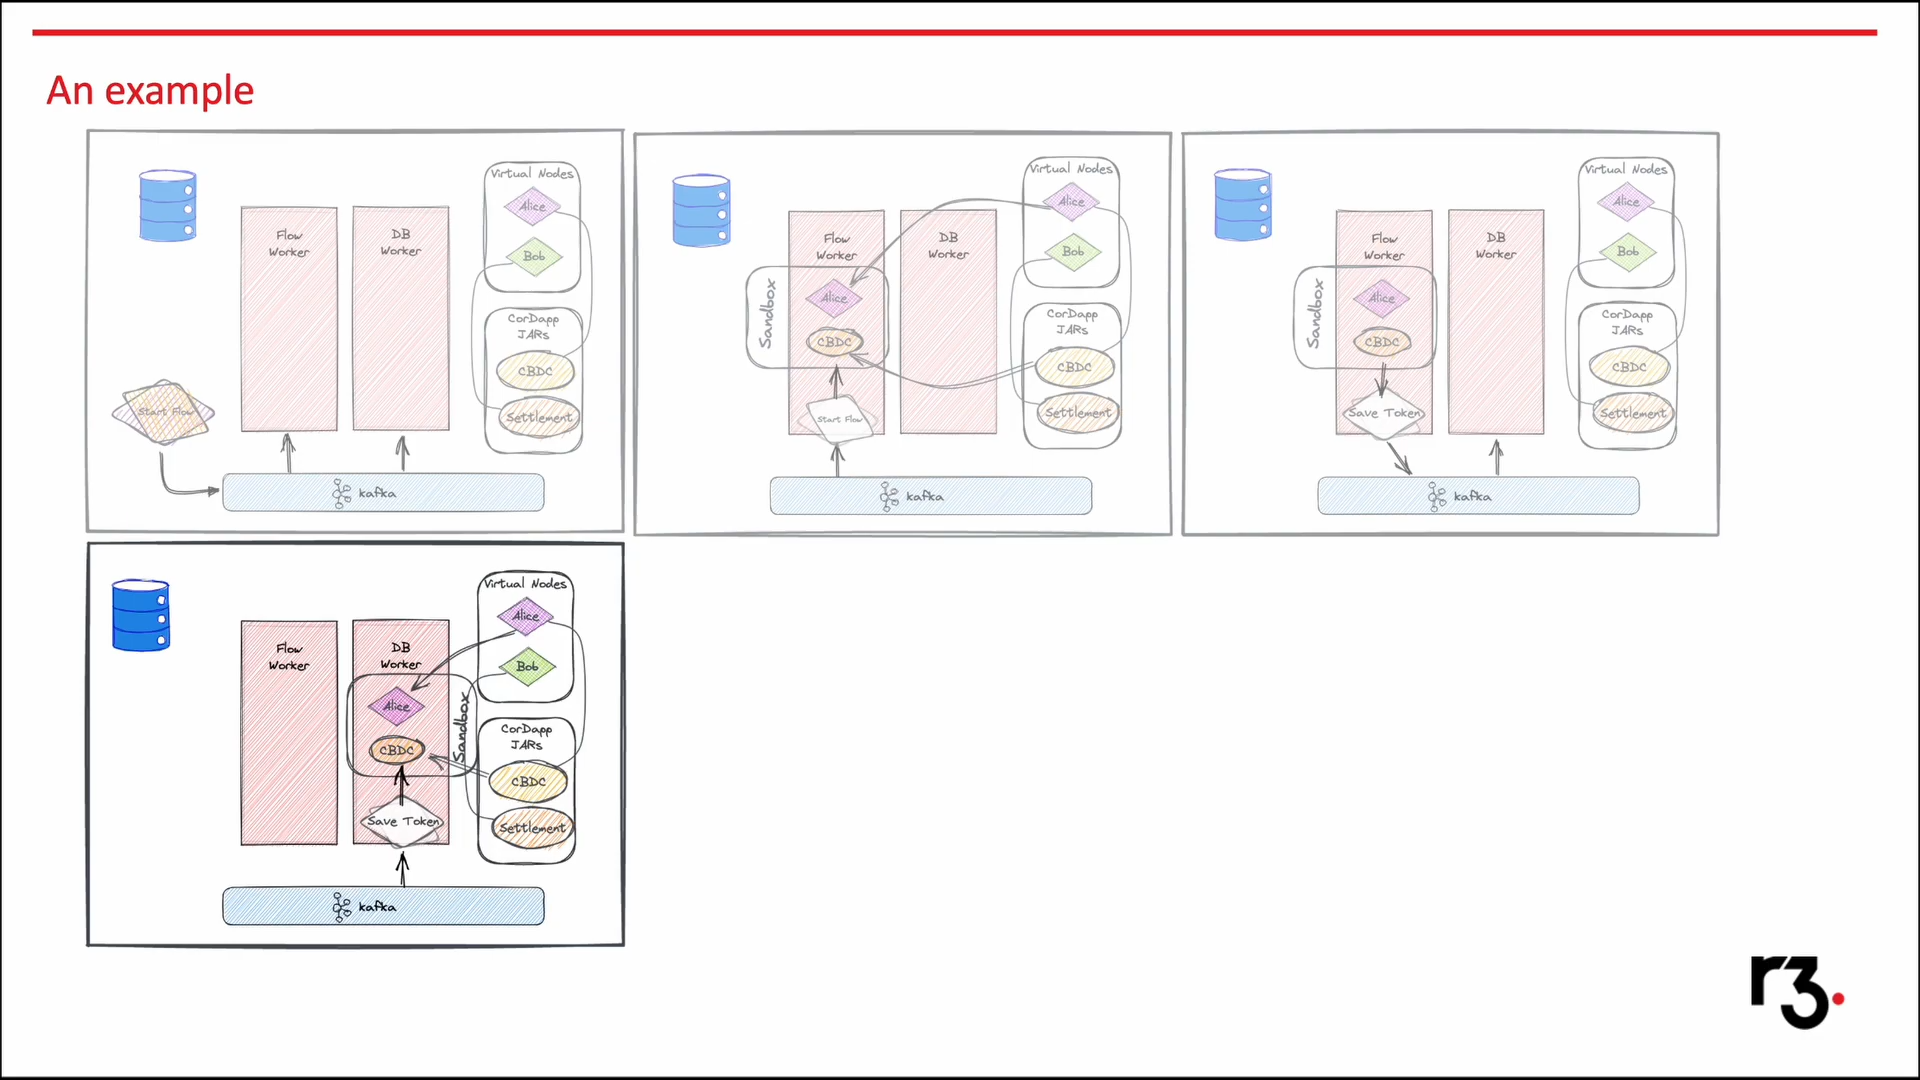 An example
Virtual Nodes
Alice
Bob
Flow
Worker
DB
Worker
CorDapp
JARs
CBDC
Settlement
Start Flow
kafka
Virtual Nodes
Alice
Bob
Flow
Worker
DB
Worker
Sandbox
Alice
CBDC
CorDapp
JARs
CBDC
Settlement
Start Flow
kafka
Virtual Nodes
Alice
Bob
Flow
Worker
DB
Worker
Sandbox
Alice
CBDC
CorDapp
JARs
CBDC
Settlement
Save Token
kafka
Virtual Nodes
Alice
Bob
Flow
Worker
DB
Worker
Alice
CBDC
Sandbox
CorDapp
JARs
CBDC
Settlement
Save Token
kafka
r3.